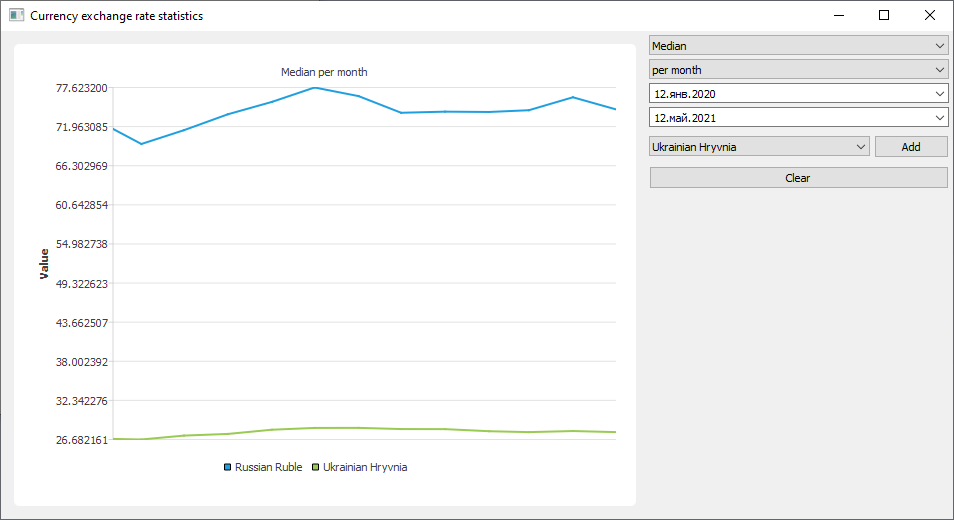 Currency exchange rate statistics
Median per month
77.623200
71.963085
66.302969
60.642854
54.982738
49.322623
43.662507
38.002392
32.342276
26.682161
Value
Russian Ruble
Ukrainian Hryvnia
Median
per month
12.янв.2020
12.май.2021
Ukrainian Hryvnia
Add
Clear